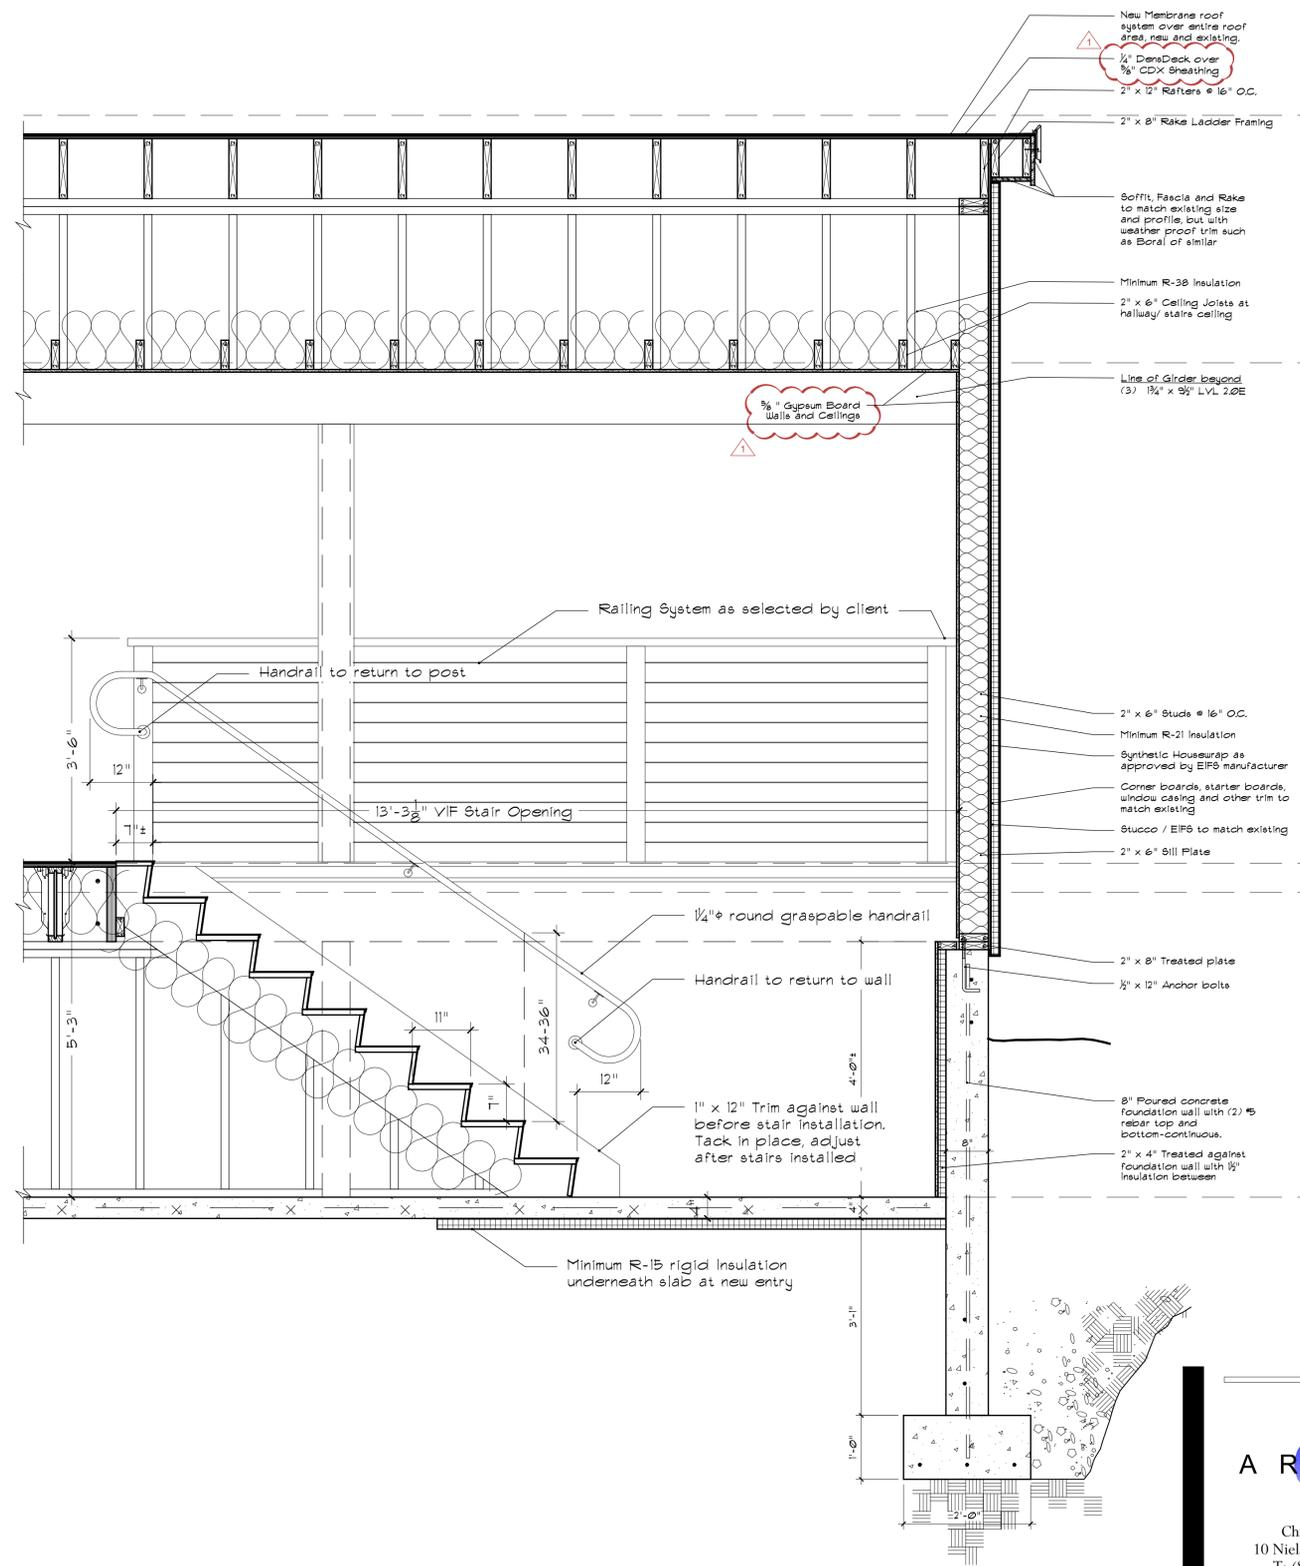 New Membrane roof
system over entire roof
area, new and existing.
1
¼" DensDeck over
⅝" CDX Sheathing
2" x 12" Rafters @ 16" O.C.
2" x 8" Rake Ladder Framing
Soffit, Fascia and Rake
to match existing size
and profile, but with
weather proof trim such
as Boral of similar
Minimum R-38 Insulation
2" x 6" Ceiling Joists at
hallway/ stairs ceiling
Line of Girder beyond
(3) 1¾" x 9½" LVL 2.0E
⅝" Gypsum Board
Walls and Ceilings
1
Railing System as selected by client
Handrail to return to post
3'-6"
12"
13'-3⅛" VIF Stair Opening
7"±
2" x 6" Studs @ 16" O.C.
Minimum R-21 Insulation
Synthetic Housewrap as
approved by EIFS manufacturer
Corner boards, starter boards,
window casing and other trim to
match existing
Stucco / EIFS to match existing
2" x 6" Sill Plate
1¼"ϕ round graspable handrail
Handrail to return to wall
2" x 8" Treated plate
½" x 12" Anchor bolts
5'-3"
11"
34-36"
12"
7"
4'-0"±
1" x 12" Trim against wall
before stair installation.
Tack in place, adjust
after stairs installed
8" Poured concrete
foundation wall with (2) #5
rebar top and
bottom-continuous.
8"
2" x 4" Treated against
foundation wall with 1½"
insulation between
4"
4"
Minimum R-15 rigid Insulation
underneath slab at new entry
3'-1"
1'-0"
2'-0"
A R
Ch
10 Niel